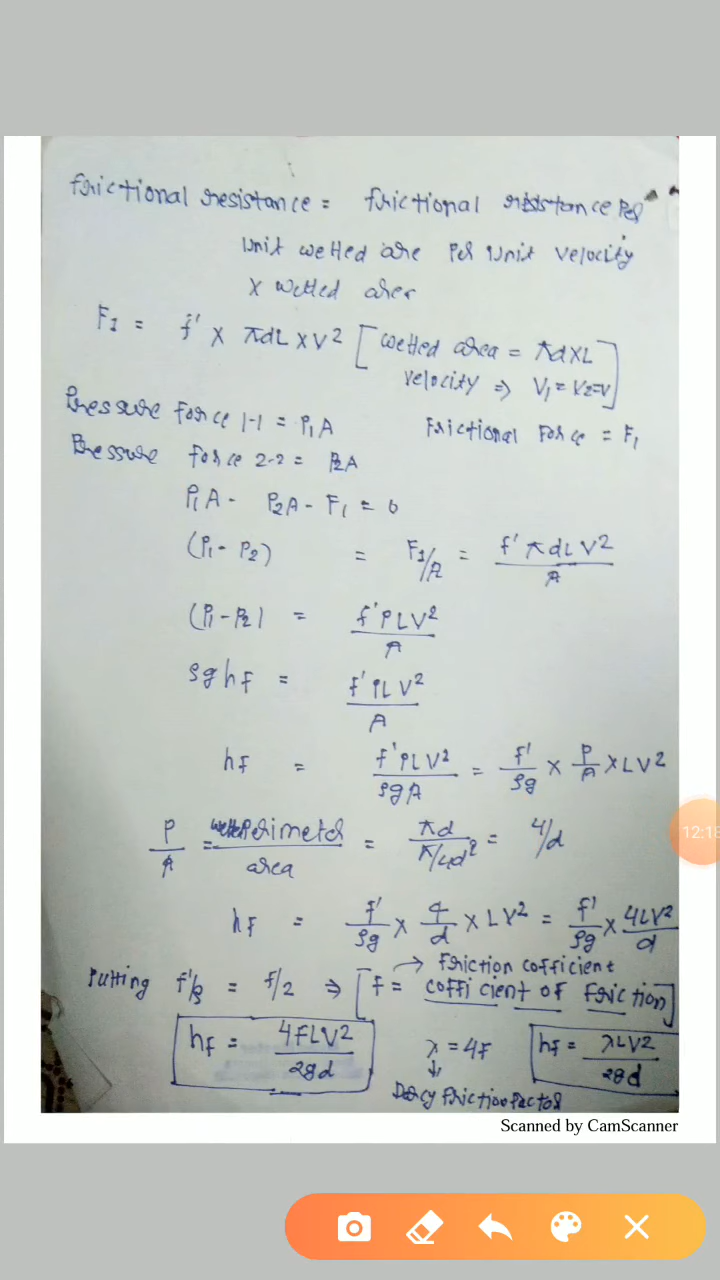 frictional resistance = frictional resistance Per
Unit wetted are Per Unit velocity
x wetted area
F1 = f' x πdL x V² [wetted area = πd x L
velocity => V1 = V2 = V]
Pressure Force 1-1 = P1A Frictional Force = F1
Pressure force 2-2 = P2A
P1A - P2A - F1 = 0
(P1 - P2) = F1/A = f' πdL V² / A
(P1 - P2) = f'PLV² / A
ρghf = f'PLV² / A
hf = f'PLV² / ρgA = f'/ρg x P/A x LV²
P/A = wetted Perimeter / area = πd / π/4d² = 4/d
hf = f'/ρg x 4/d x LV² = f'/ρg x 4LV²/d
→ Friction cofficient
Putting f'/ρ = f/2 => [f = cofficient of friction]
hf = 4FLV² / 2gd λ = 4F hf = λLV² / 2gd
Darcy Friction Factor
Scanned by CamScanner
12:18